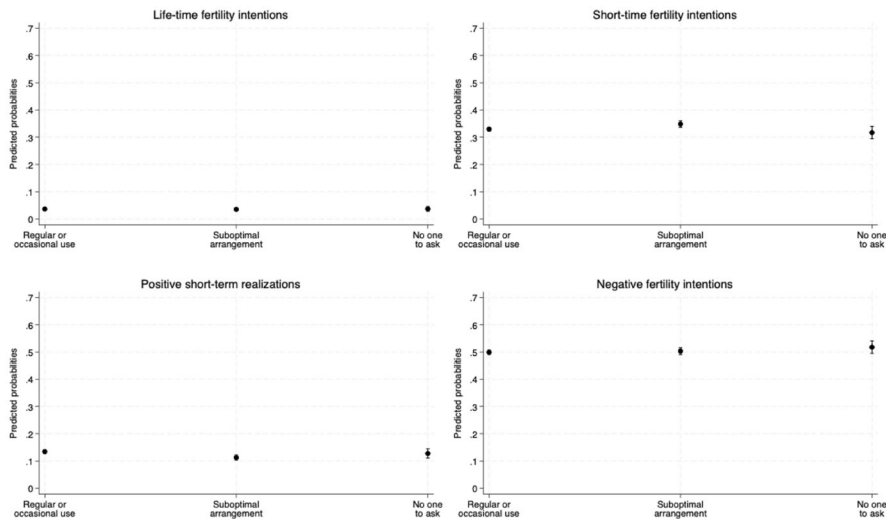 Life-time fertility intentions
Predicted probabilities
.7
.6
.5
.4
.3
.2
.1
0
Regular or
occasional use
Suboptimal
arrangement
No one
to ask
Short-time fertility intentions
Predicted probabilities
.7
.6
.5
.4
.3
.2
.1
0
Regular or
occasional use
Suboptimal
arrangement
No one
to ask
Positive short-term realizations
Predicted probabilities
.7
.6
.5
.4
.3
.2
.1
0
Regular or
occasional use
Suboptimal
arrangement
No one
to ask
Negative fertility intentions
Predicted probabilities
.7
.6
.5
.4
.3
.2
.1
0
Regular or
occasional use
Suboptimal
arrangement
No one
to ask